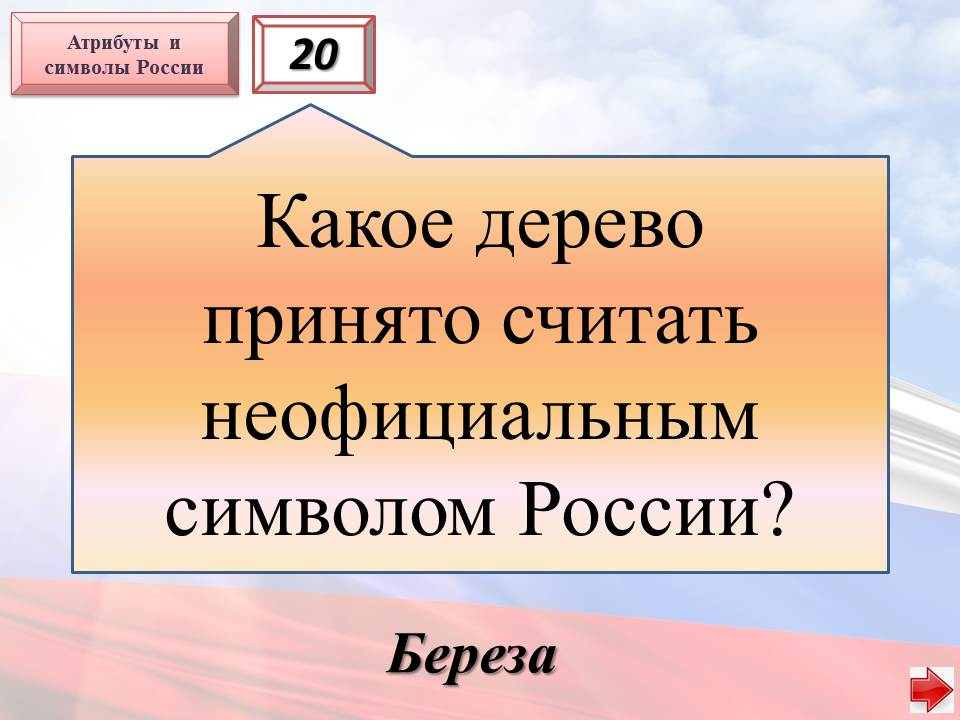 Атрибуты и
символы России
20
Какое дерево
принято считать
неофициальным
символом России?
Береза